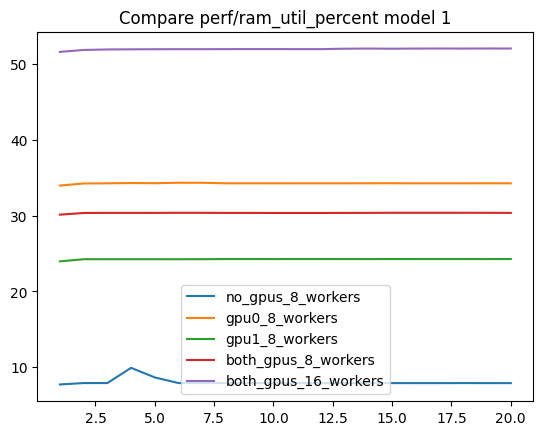 Compare perf/ram_util_percent model 1
50
40
30
20
10
no_gpus_8_workers
gpu0_8_workers
gpu1_8_workers
both_gpus_8_workers
both_gpus_16_workers
2.5 5.0 7.5 10.0 12.5 15.0 17.5 20.0